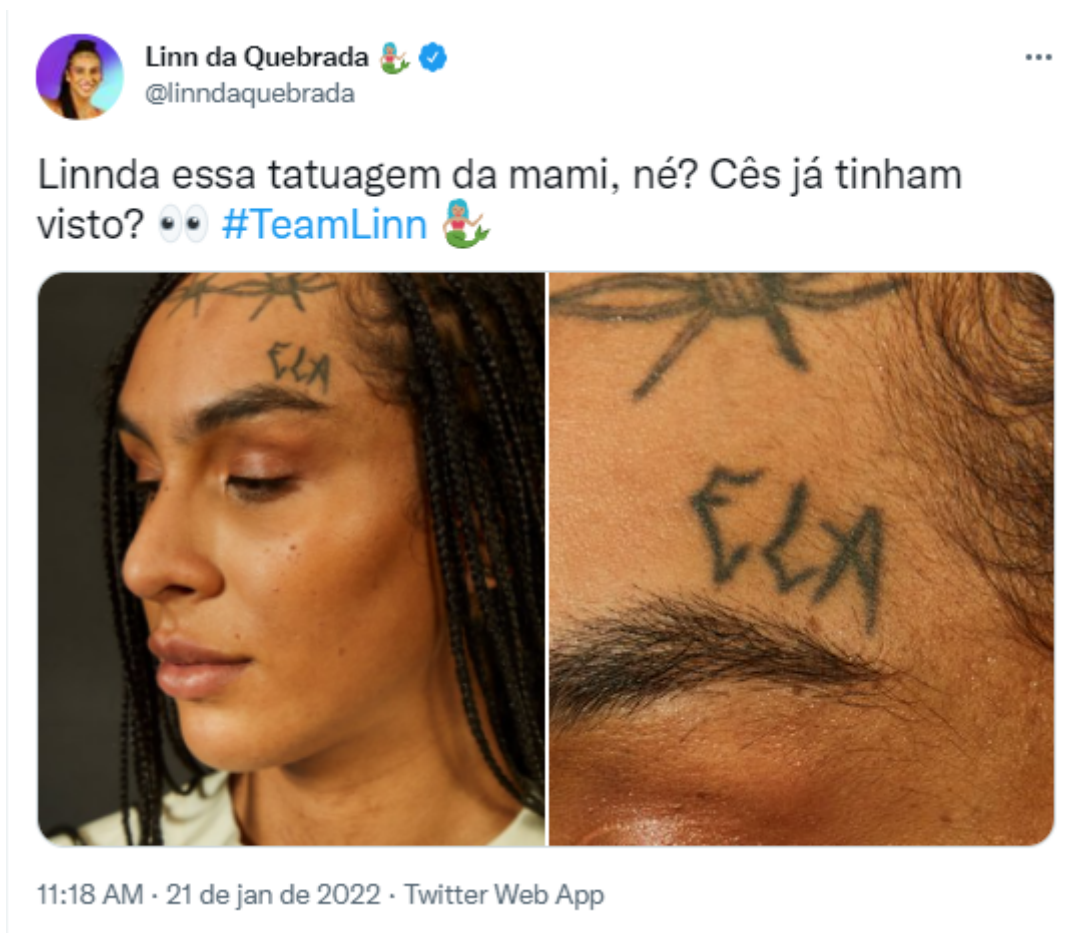 Linn da Quebrada 🧜‍♀️
@linndaquebrada
Linnda essa tatuagem da mami, né? Cês já tinham
visto? 👀 #TeamLinn 🧜‍♀️
ELA
ELA
11:18 AM · 21 de jan de 2022 · Twitter Web App